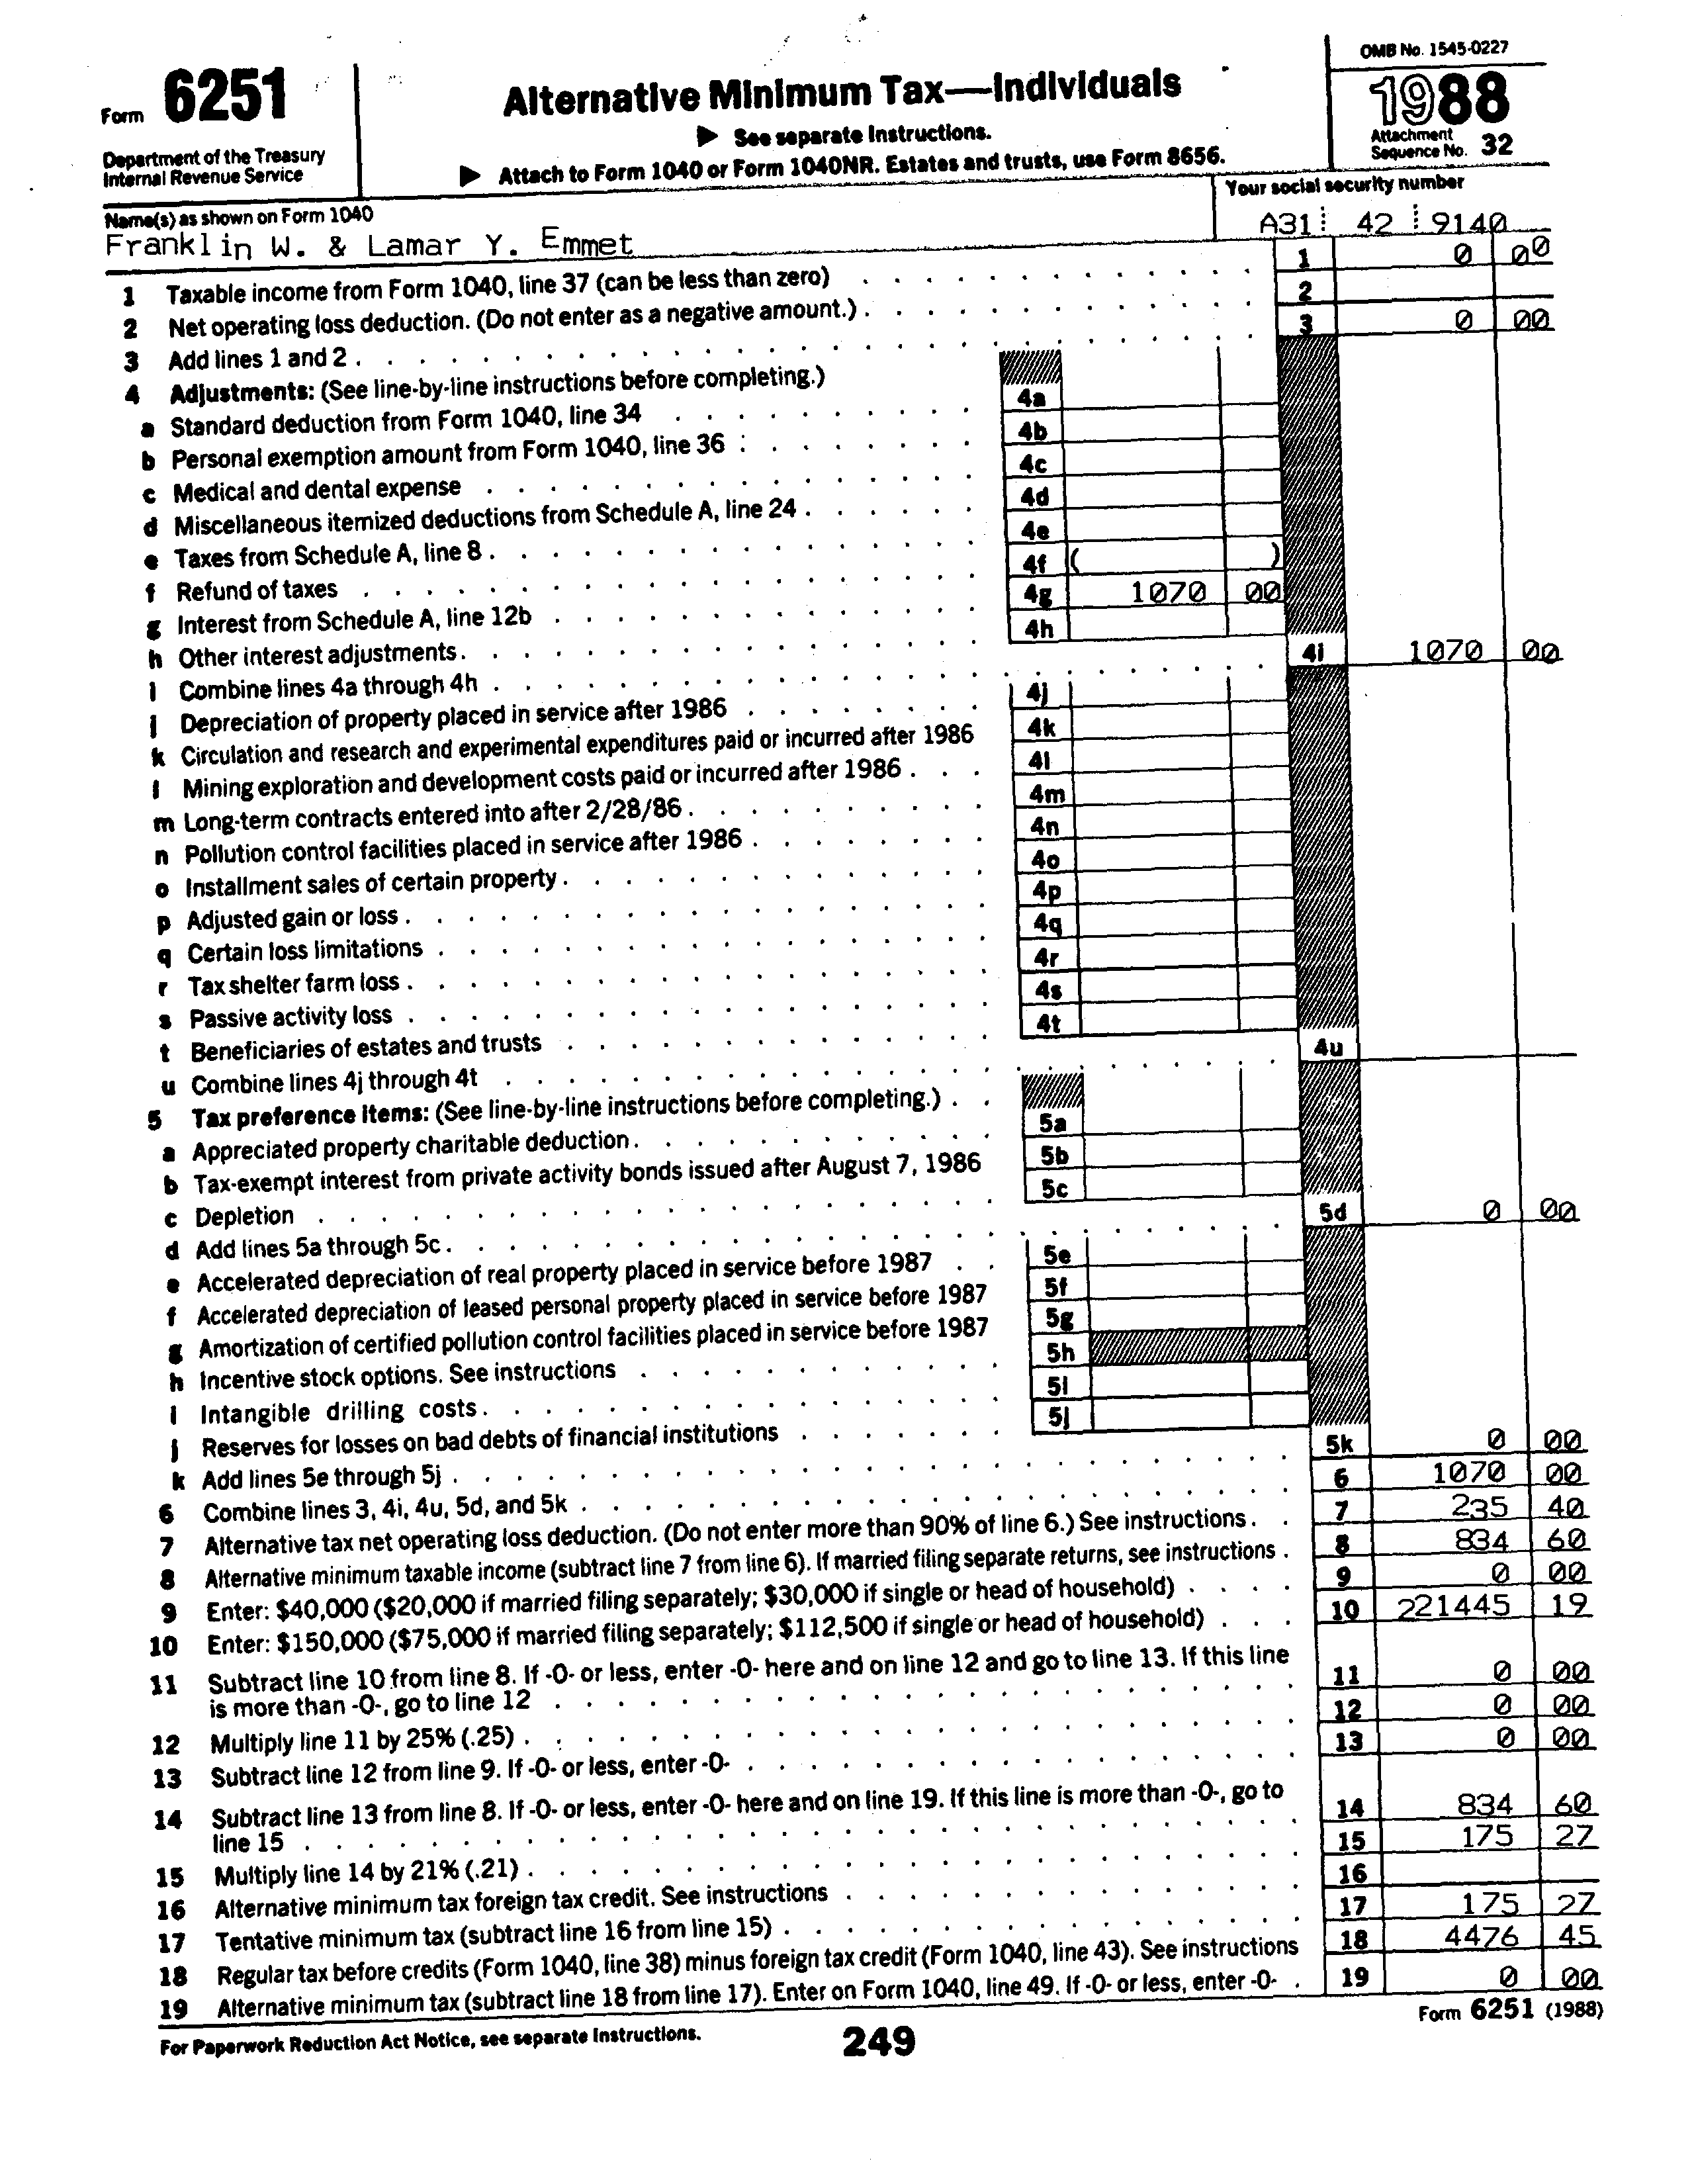 OMB No. 1545-0227
Form 6251
Alternative Minimum Tax—Individuals
1988
▶ See separate Instructions.
Department of the Treasury
Internal Revenue Service
▶ Attach to Form 1040 or Form 1040NR. Estates and trusts, use Form 8656.
Attachment
Sequence No. 32
Name(s) as shown on Form 1040
Your social security number
Franklin W. & Lamar Y. Emmet
A31 42 9140
1 Taxable income from Form 1040, line 37 (can be less than zero) . . . 1 0 00
2 Net operating loss deduction. (Do not enter as a negative amount.) . . . 2
3 Add lines 1 and 2 . . . 3 0 00
4 Adjustments: (See line-by-line instructions before completing.)
a Standard deduction from Form 1040, line 34 . . . 4a
b Personal exemption amount from Form 1040, line 36 : . . . 4b
c Medical and dental expense . . . 4c
d Miscellaneous itemized deductions from Schedule A, line 24 . . . 4d
e Taxes from Schedule A, line 8 . . . 4e
f Refund of taxes . . . 4f ( )
g Interest from Schedule A, line 12b . . . 4g 1070 00
h Other interest adjustments . . . 4h
i Combine lines 4a through 4h . . . 4i 1070 00
j Depreciation of property placed in service after 1986 . . . 4j
k Circulation and research and experimental expenditures paid or incurred after 1986 4k
l Mining exploration and development costs paid or incurred after 1986 . . . 4l
m Long-term contracts entered into after 2/28/86 . . . 4m
n Pollution control facilities placed in service after 1986 . . . 4n
o Installment sales of certain property . . . 4o
p Adjusted gain or loss . . . 4p
q Certain loss limitations . . . 4q
r Tax shelter farm loss . . . 4r
s Passive activity loss . . . 4s
t Beneficiaries of estates and trusts . . . 4t
u Combine lines 4j through 4t . . . 4u
5 Tax preference items: (See line-by-line instructions before completing.) . .
a Appreciated property charitable deduction . . . 5a
b Tax-exempt interest from private activity bonds issued after August 7, 1986 5b
c Depletion . . . 5c
d Add lines 5a through 5c . . . 5d 0 00
e Accelerated depreciation of real property placed in service before 1987 . . 5e
f Accelerated depreciation of leased personal property placed in service before 1987 5f
g Amortization of certified pollution control facilities placed in service before 1987 5g
h Incentive stock options. See instructions . . . 5h
i Intangible drilling costs . . . 5i
j Reserves for losses on bad debts of financial institutions . . . 5j
k Add lines 5e through 5j . . . 5k 0 00
6 Combine lines 3, 4i, 4u, 5d, and 5k . . . 6 1070 00
7 Alternative tax net operating loss deduction. (Do not enter more than 90% of line 6.) See instructions . . 7 235 40
8 Alternative minimum taxable income (subtract line 7 from line 6). If married filing separate returns, see instructions . 8 834 60
9 Enter: $40,000 ($20,000 if married filing separately; $30,000 if single or head of household) . . . 9 0 00
10 Enter: $150,000 ($75,000 if married filing separately; $112,500 if single or head of household) . . . 10 221445 19
11 Subtract line 10 from line 8. If -0- or less, enter -0- here and on line 12 and go to line 13. If this line
is more than -0-, go to line 12 . . . 11 0 00
12 Multiply line 11 by 25% (.25) . . . 12 0 00
13 Subtract line 12 from line 9. If -0- or less, enter -0- . . . 13 0 00
14 Subtract line 13 from line 8. If -0- or less, enter -0- here and on line 19. If this line is more than -0-, go to
line 15 . . . 14 834 60
15 Multiply line 14 by 21% (.21) . . . 15 175 27
16 Alternative minimum tax foreign tax credit. See instructions . . . 16
17 Tentative minimum tax (subtract line 16 from line 15) . . . 17 175 27
18 Regular tax before credits (Form 1040, line 38) minus foreign tax credit (Form 1040, line 43). See instructions 18 4476 45
19 Alternative minimum tax (subtract line 18 from line 17). Enter on Form 1040, line 49. If -0- or less, enter -0- . 19 0 00
For Paperwork Reduction Act Notice, see separate Instructions.
249
Form 6251 (1988)